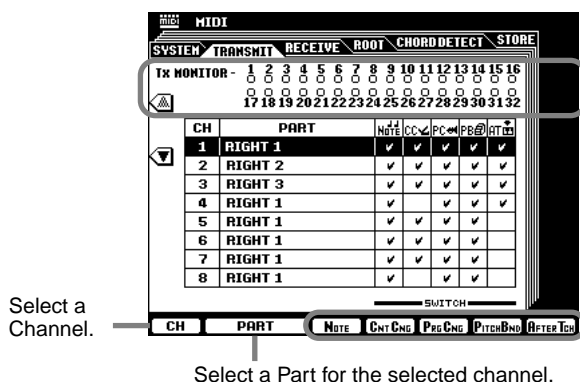 midi MIDI
SYSTEM TRANSMIT RECEIVE ROOT CHORD DETECT STORE
TX MONITOR - 1 2 3 4 5 6 7 8 9 10 11 12 13 14 15 16
17 18 19 20 21 22 23 24 25 26 27 28 29 30 31 32
CH PART NOTE CC PC PB AT
1 RIGHT 1
2 RIGHT 2
3 RIGHT 3
4 RIGHT 1
5 RIGHT 1
6 RIGHT 1
7 RIGHT 1
8 RIGHT 1
SWITCH
CH PART NOTE CNT CNG PRG CNG PITCHBND AFTER TCH
Select a
Channel.
Select a Part for the selected channel.